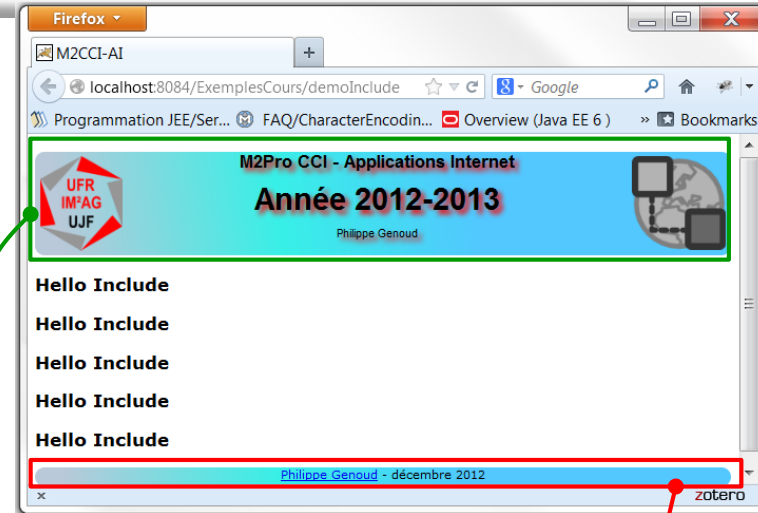 Firefox
M2CCI-AI
localhost:8084/ExemplesCours/demoInclude
Google
Programmation JEE/Ser... FAQ/CharacterEncodin... Overview (Java EE 6 ) » Bookmarks
UFR
IM²AG
UJF
M2Pro CCI - Applications Internet
Année 2012-2013
Philippe Genoud
Hello Include
Hello Include
Hello Include
Hello Include
Hello Include
Philippe Genoud - décembre 2012
x zotero